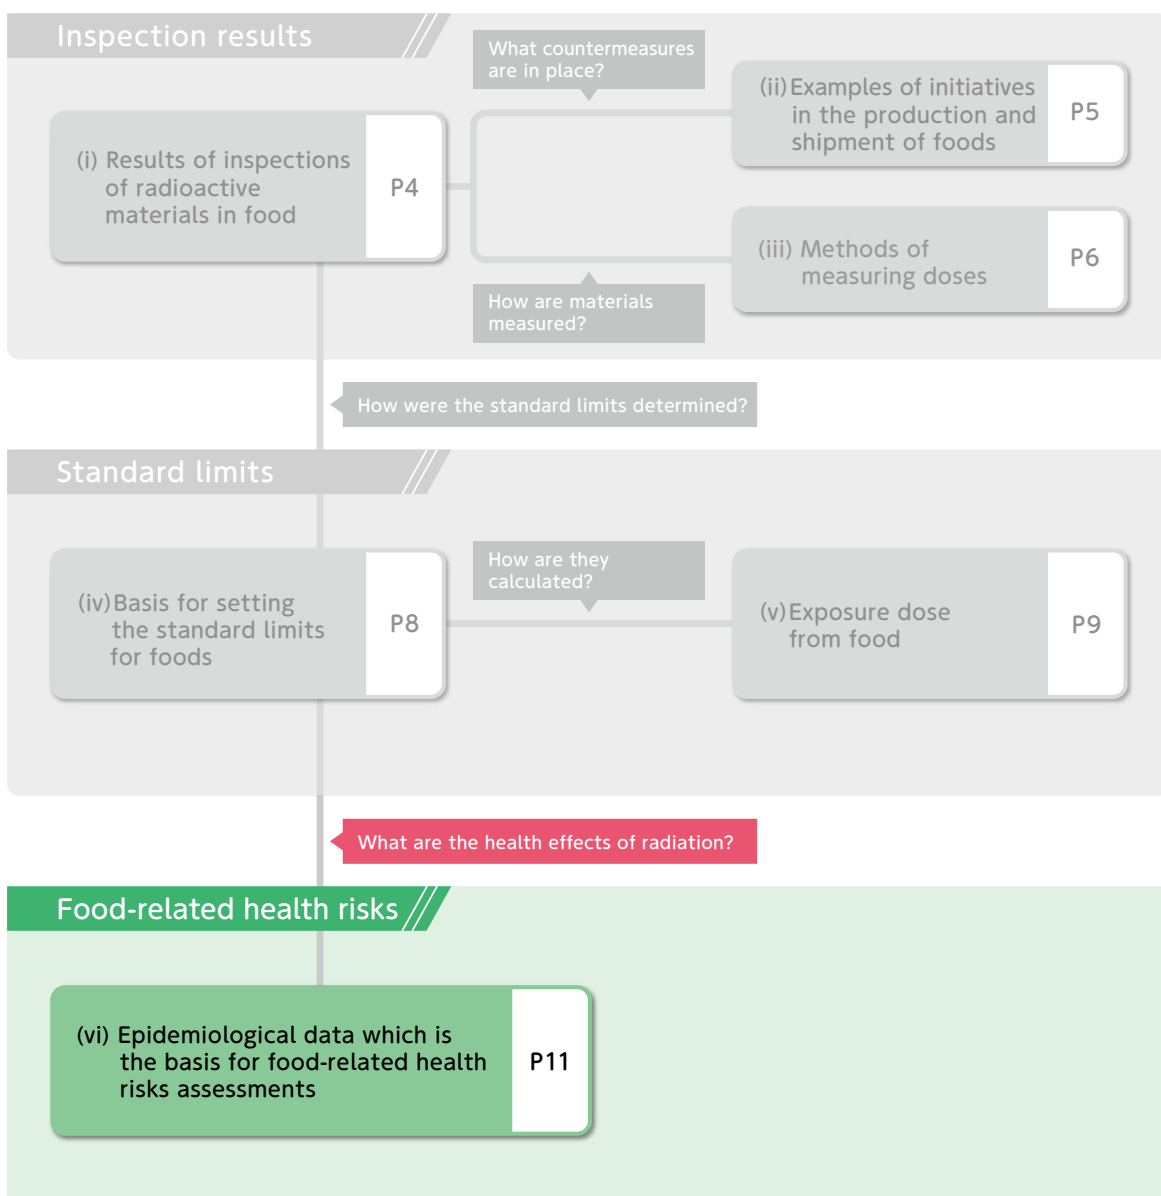 Inspection results
What countermeasures
are in place?
(i) Results of inspections
of radioactive
materials in food
P4
(ii) Examples of initiatives
in the production and
shipment of foods
P5
(iii) Methods of
measuring doses
P6
How are materials
measured?
How were the standard limits determined?
Standard limits
(iv) Basis for setting
the standard limits
for foods
P8
How are they
calculated?
(v) Exposure dose
from food
P9
What are the health effects of radiation?
Food-related health risks
(vi) Epidemiological data which is
the basis for food-related health
risks assessments
P11